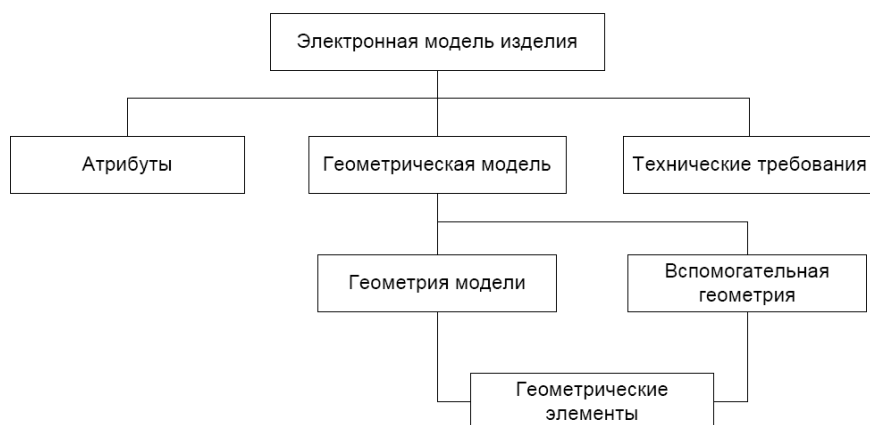 Электронная модель изделия
Атрибуты
Геометрическая модель
Технические требования
Геометрия модели
Вспомогательная
геометрия
Геометрические
элементы